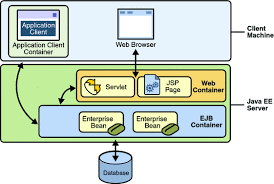 Application
Client
Application Client
Container
Web Browser
Client
Machine
Servlet
JSP
Page
Web
Container
Java EE
Server
Enterprise
Bean
Enterprise
Bean
EJB
Container
Database